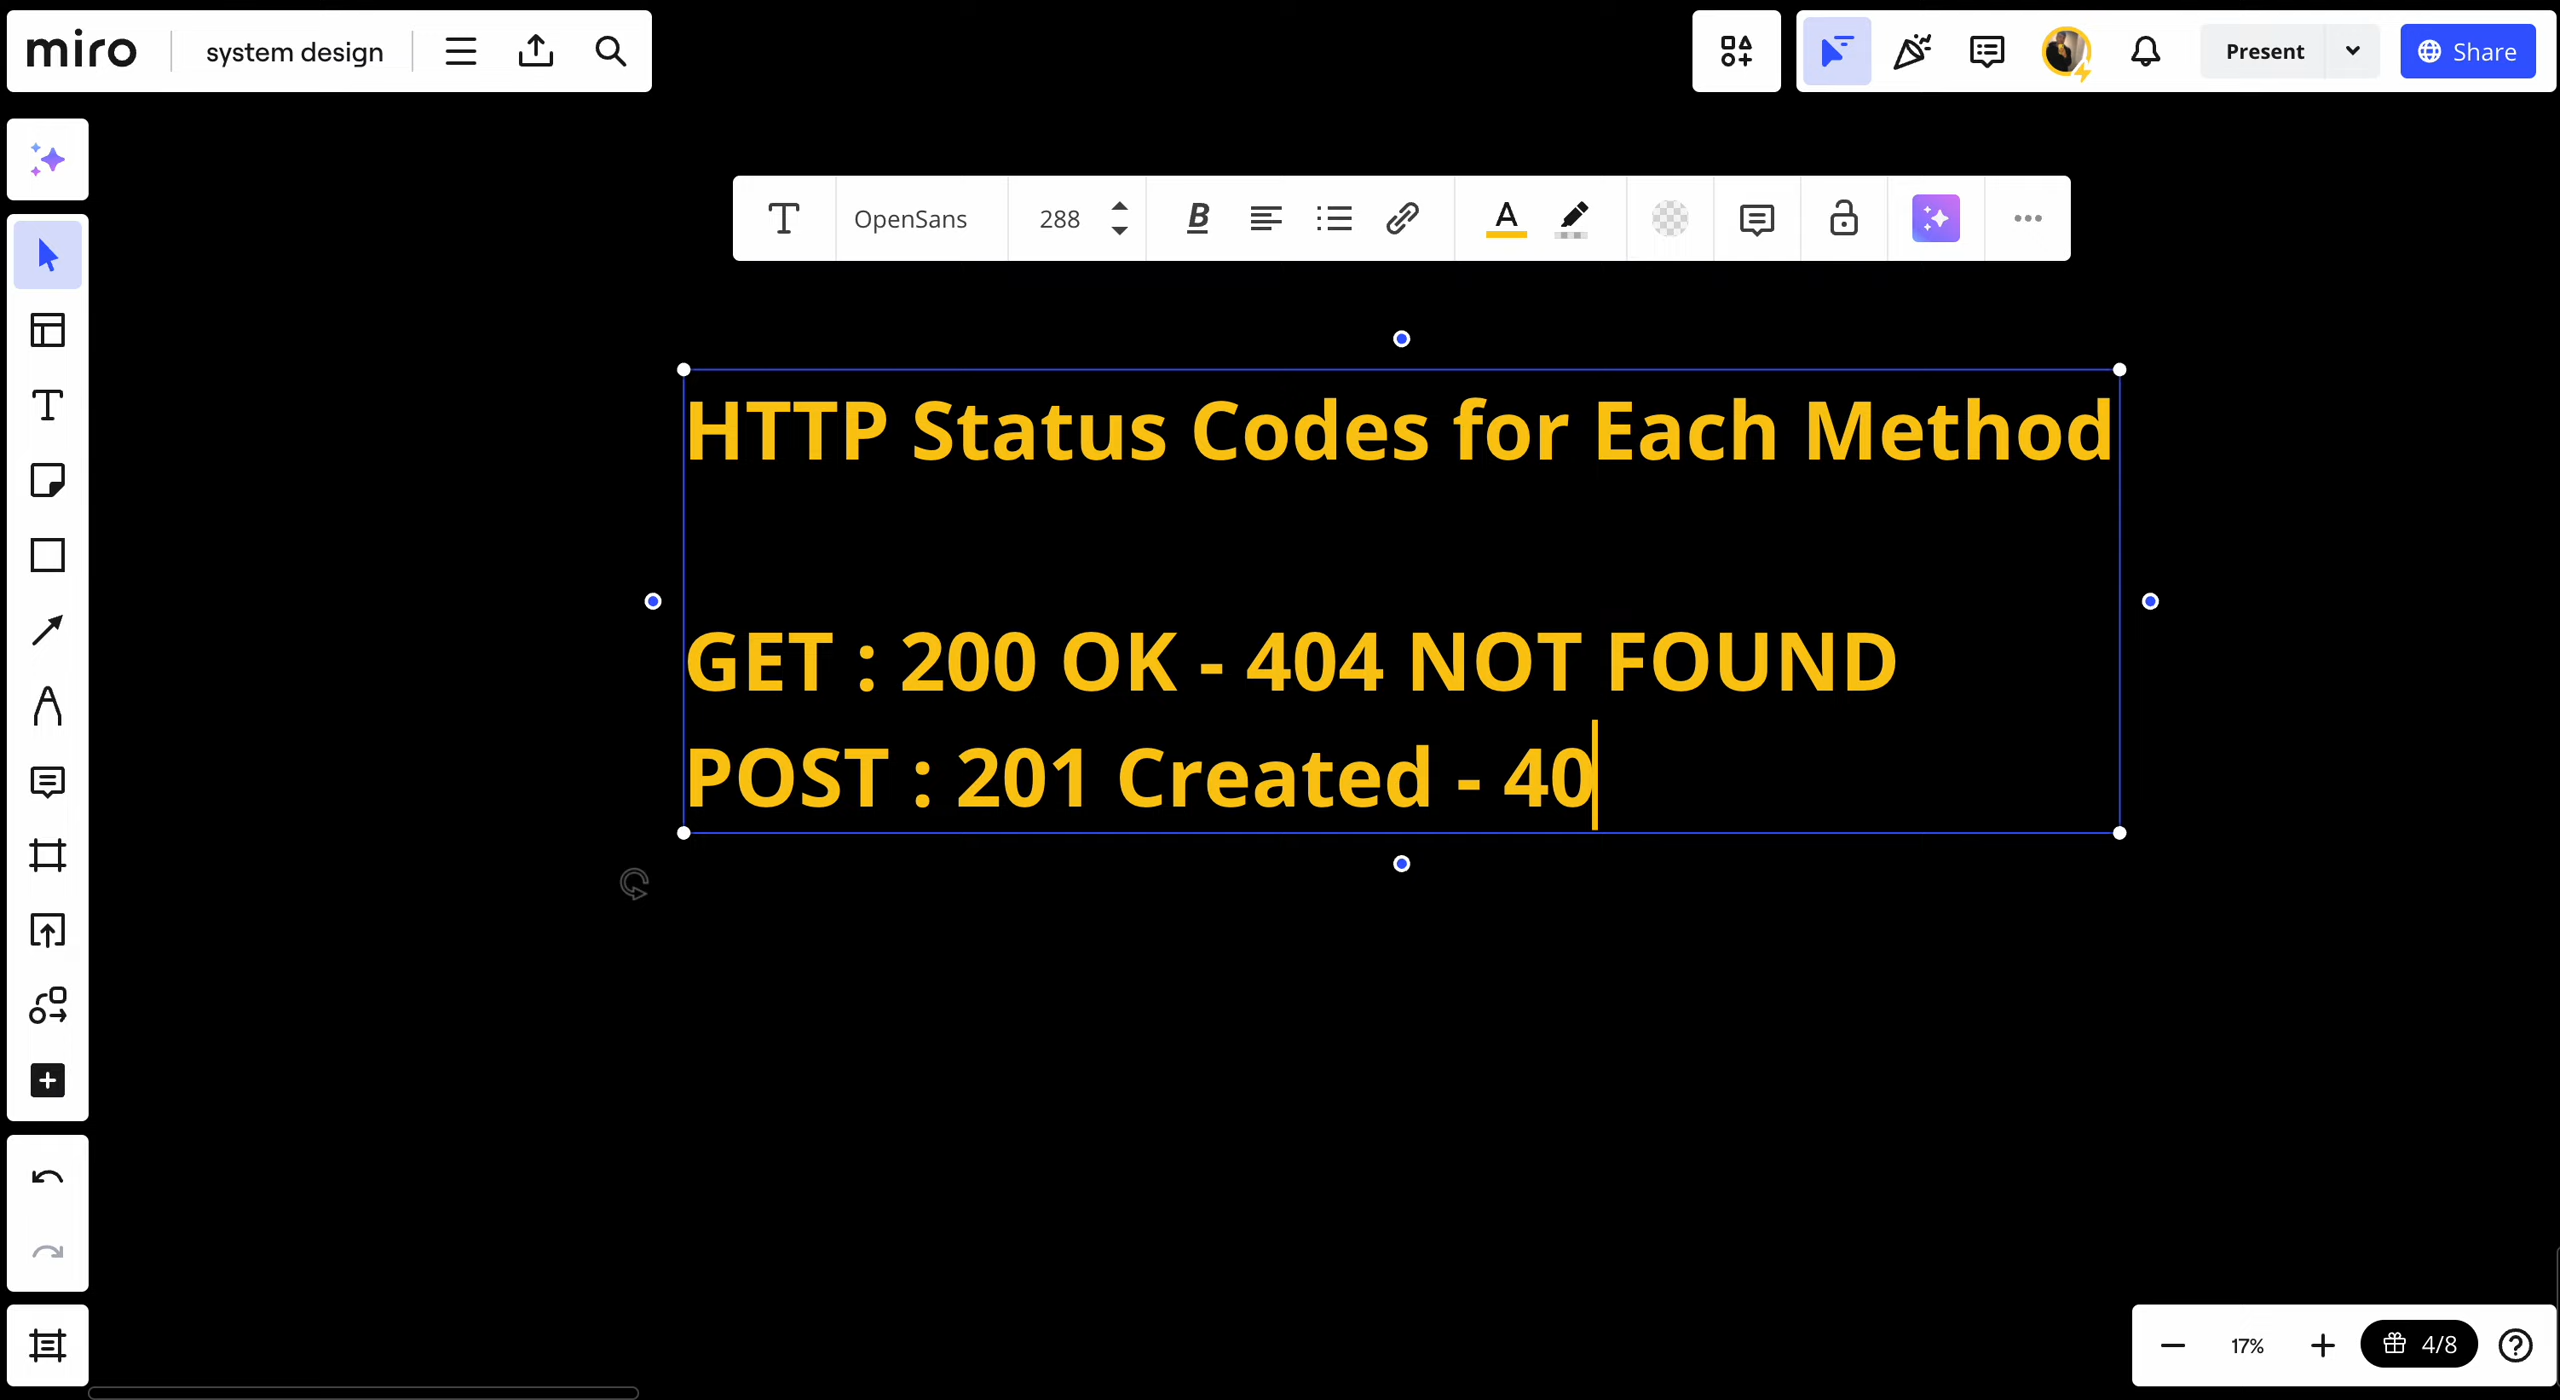 miro
system design
Present
Share
OpenSans
288
B
A
HTTP Status Codes for Each Method
GET : 200 OK - 404 NOT FOUND
POST : 201 Created - 40
17%
4/8